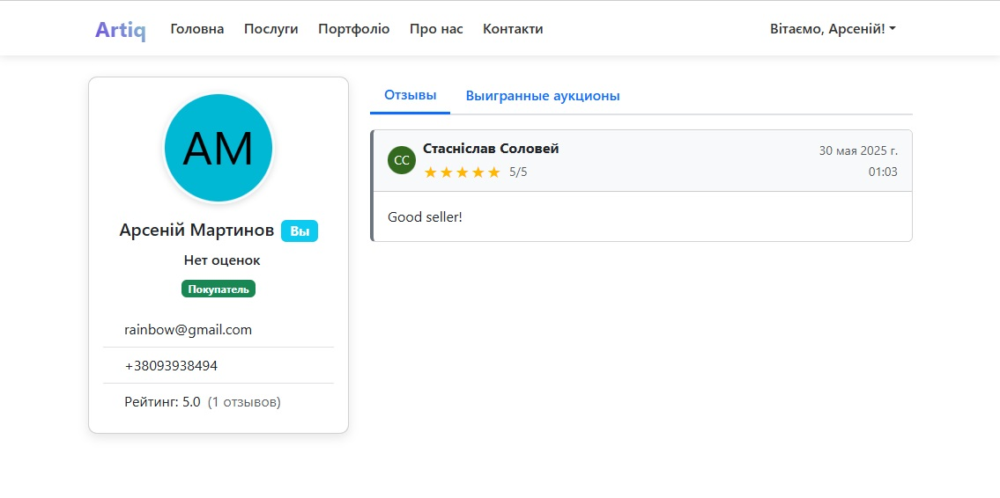 Artiq Головна Послуги Портфоліо Про нас Контакти Вітаємо, Арсеній!
АМ
Арсеній Мартинов Вы
Нет оценок
Покупатель
rainbow@gmail.com
+38093938494
Рейтинг: 5.0 (1 отзывов)
Отзывы Выигранные аукционы
СС Стасніслав Соловей 30 мая 2025 г.
5/5 01:03
Good seller!